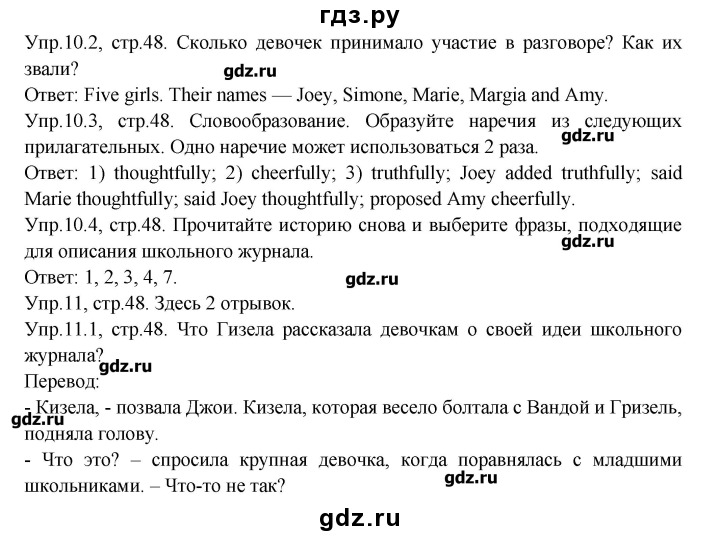 гдз.ру
Упр.10.2, стр.48. Сколько девочек принимало участие в разговоре? Как их
звали?
gdz.ru
Ответ: Five girls. Their names — Joey, Simone, Marie, Margia and Amy.
Упр.10.3, стр.48. Словообразование. Образуйте наречия из следующих
gdz.ru
прилагательных. Одно наречие может использоваться 2 раза.
Ответ: 1) thoughtfully; 2) cheerfully; 3) truthfully; Joey added truthfully; said
Marie thoughtfully; said Joey thoughtfully; proposed Amy cheerfully.
Упр.10.4, стр.48. Прочитайте историю снова и выберите фразы, подходящие
gdz.ru
для описания школьного журнала.
Ответ: 1, 2, 3, 4, 7.
gdz.ru
Упр.11, стр.48. Здесь 2 отрывок.
Упр.11.1, стр.48. Что Гизела рассказала девочкам о своей идеи школьного
журнала?
gdz.ru
Перевод:
- Кизела, - позвала Джои. Кизела, которая весело болтала с Вандой и Гризель,
gdz.ru
подняла голову.
- Что это? – спросила крупная девочка, когда поравнялась с младшими
gdz.ru
школьниками. – Что-то не так?
gdz.ru